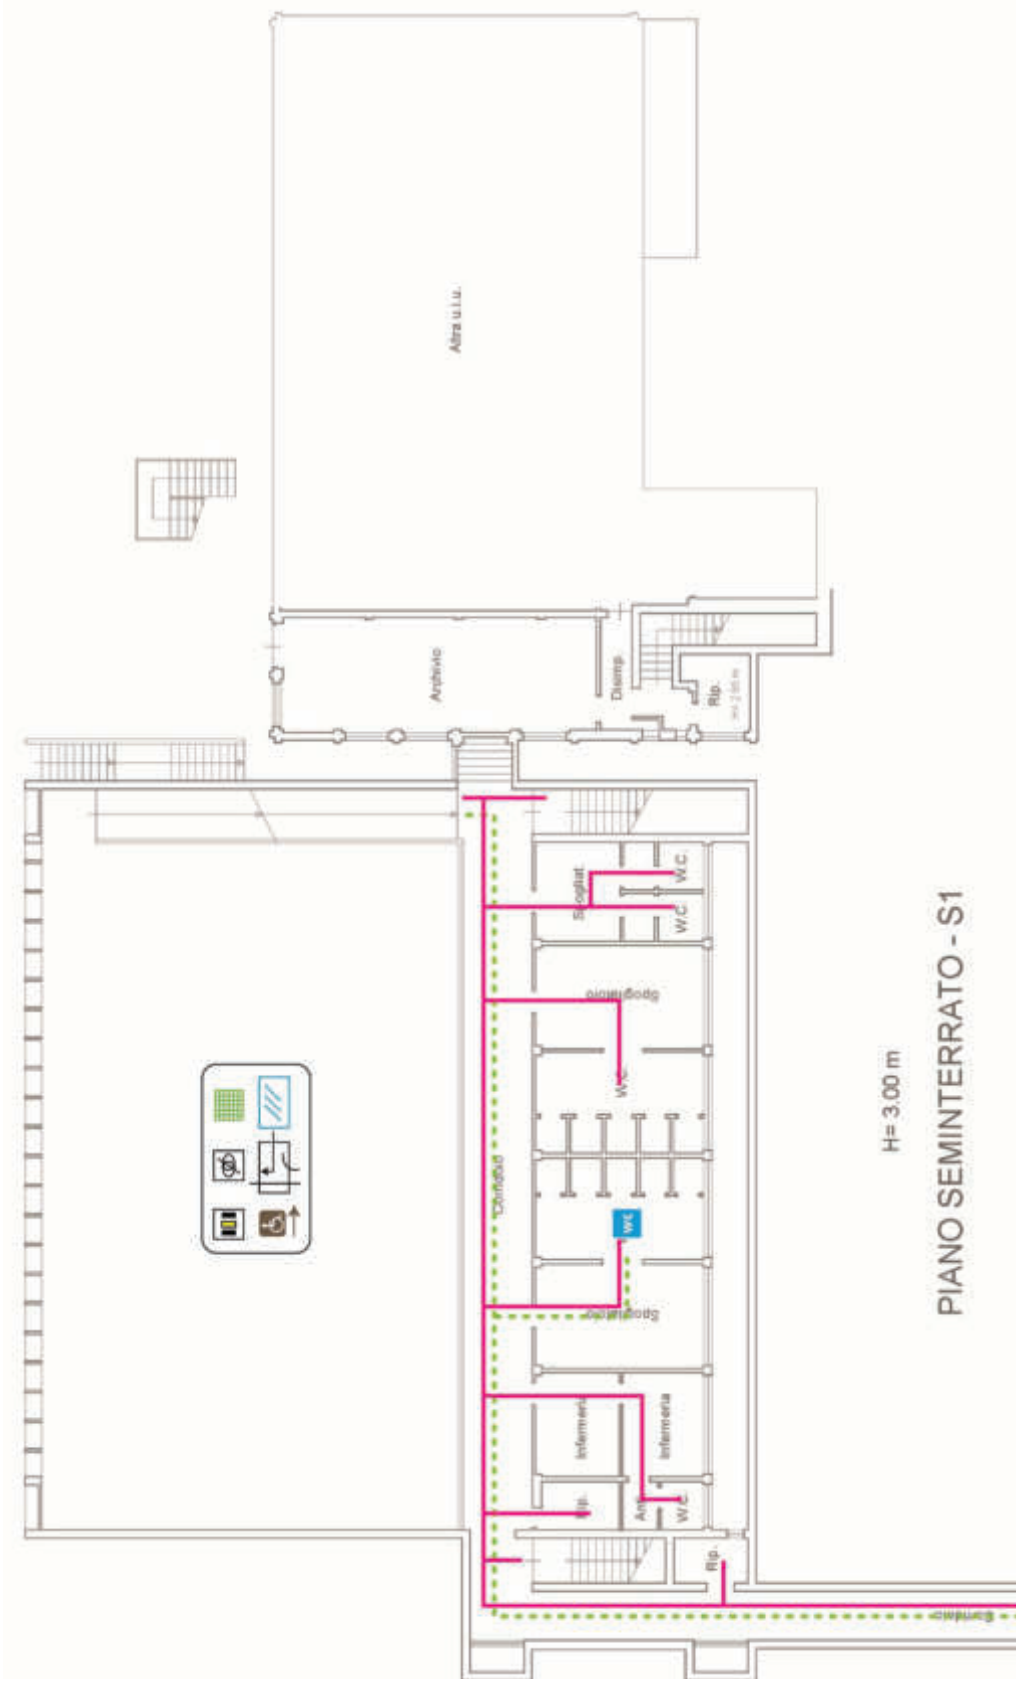 Altra u.i.u.
Archivio
Disimp.
Rip.
W.C.
Spogliat.
W.C.
Spogliatoio
W.C.
Corridoio
WC
Spogliatoio
Infermeria
Infermeria
Rip.
Ant.
W.C.
Rip.
Corridoio
H= 3.00 m
PIANO SEMINTERRATO - S1